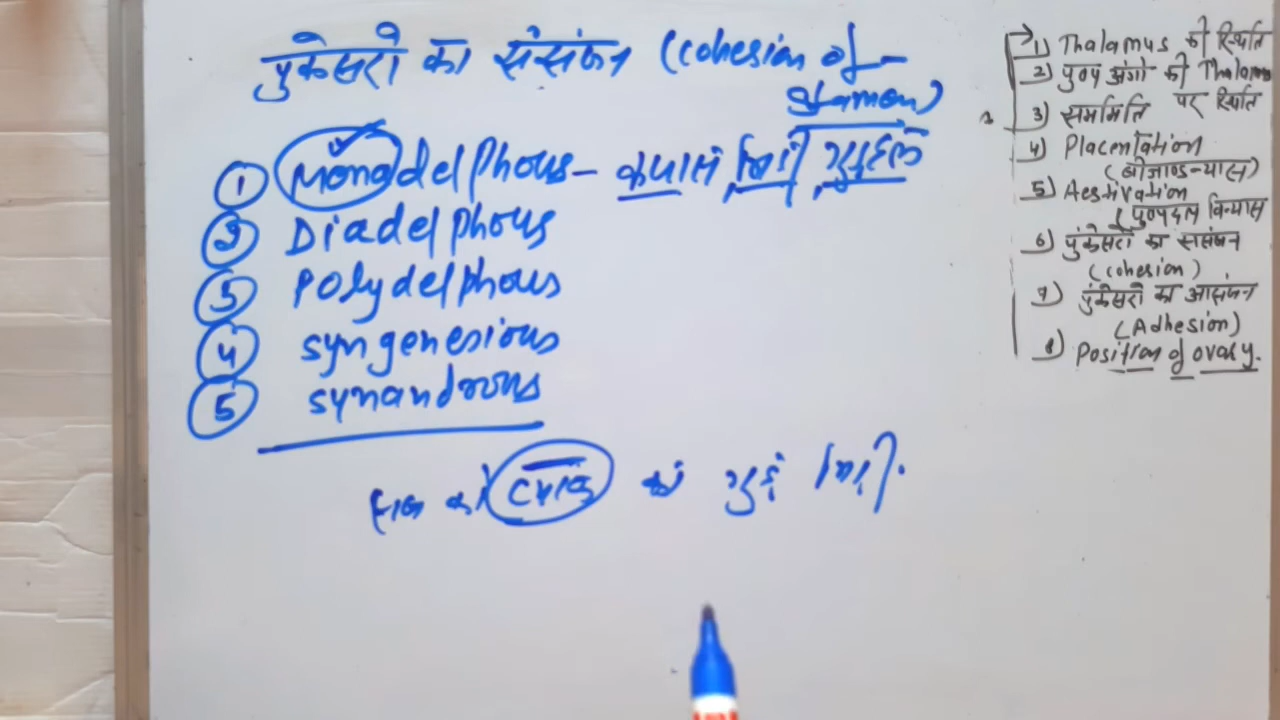 पुंकेसरो का संसंजन (cohesion of-
stamen)
① Monadelphous- कपास, भिंडी, गुड़हल
② Diadelphous
③ Polydelphous
④ syngenesious
⑤ synandrous
को
1) Thalamus की स्थिति
2) पुष्प अंगो की Thalamus
पर स्थिति
3) सममिति
4) Placentation
(बीजाण्डन्यास)
5) Aestivation
(पुष्पदल विन्यास
6) पुंकेसरो का संसंजन
(cohesion)
7) पुंकेसरो का आसंजन
(Adhesion)
8) Position of ovary.